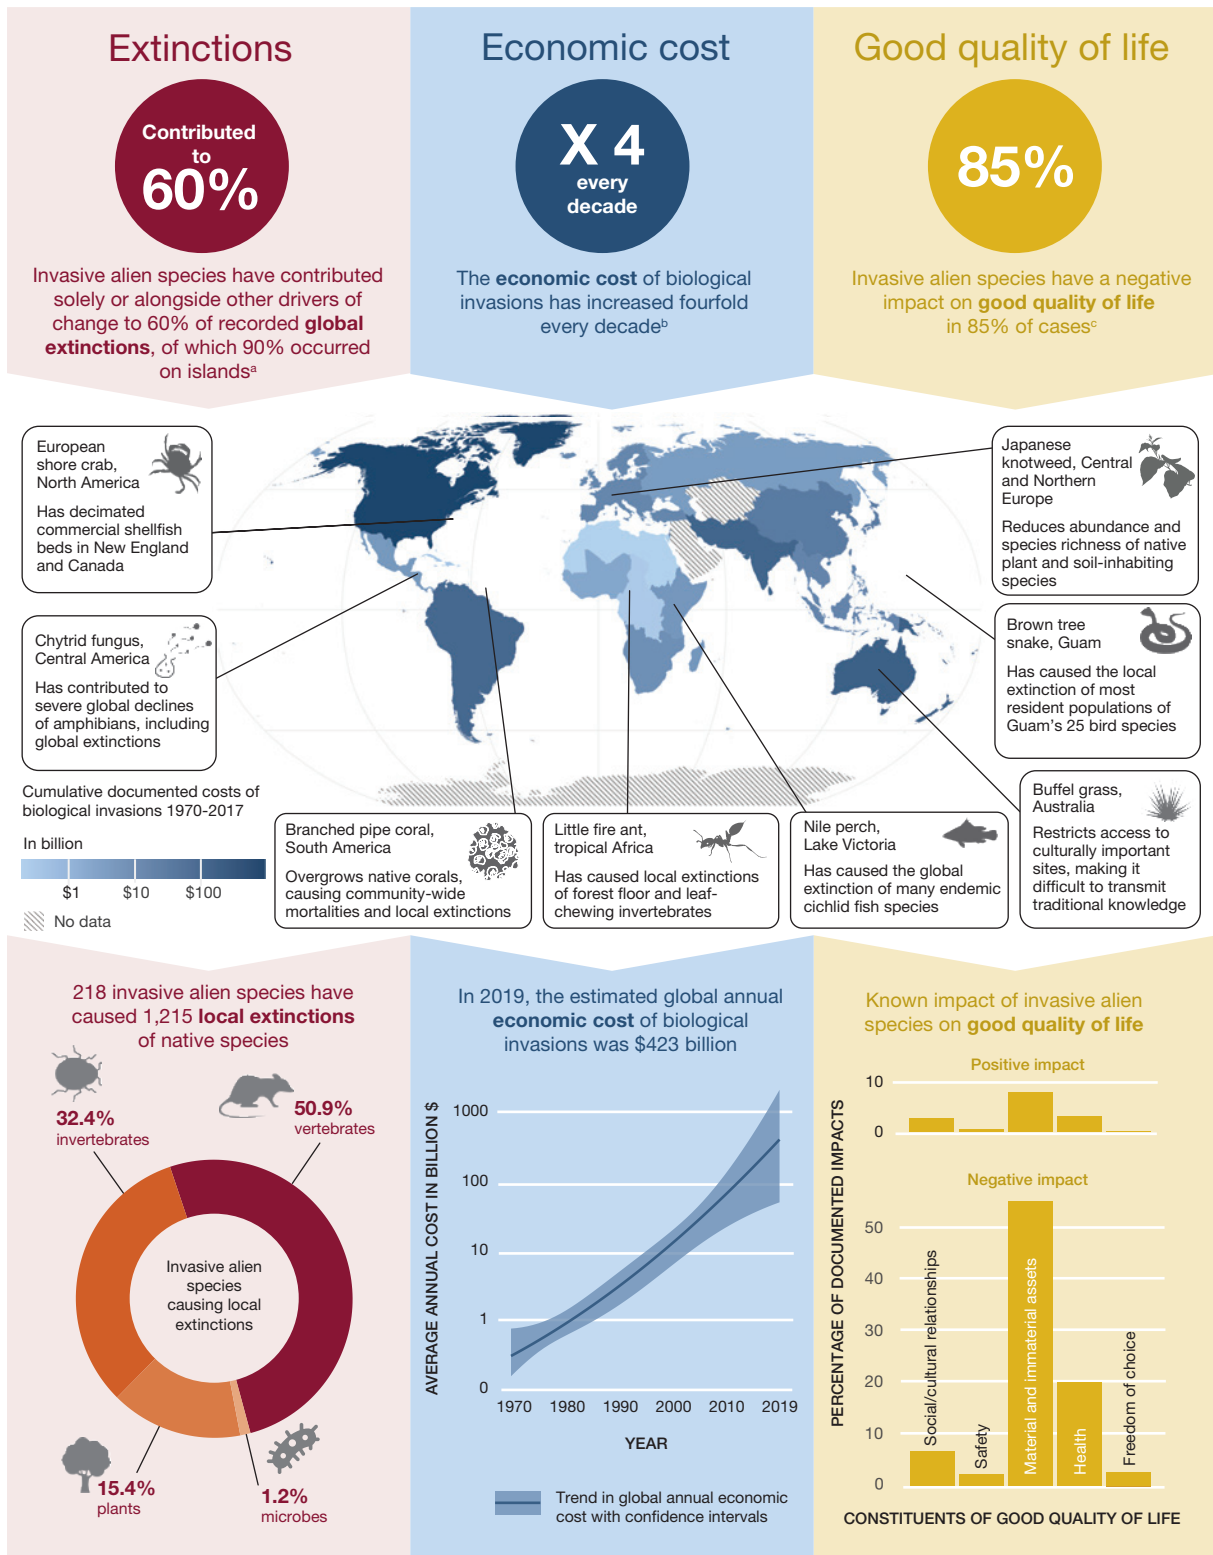 Extinctions
Contributed
to
60%
Invasive alien species have contributed
solely or alongside other drivers of
change to 60% of recorded global
extinctions, of which 90% occurred
on islandsᵃ
Economic cost
X 4
every
decade
The economic cost of biological
invasions has increased fourfold
every decadeᵇ
Good quality of life
85%
Invasive alien species have a negative
impact on good quality of life
in 85% of casesᶜ
European
shore crab,
North America
Has decimated
commercial shellfish
beds in New England
and Canada
Chytrid fungus,
Central America
Has contributed to
severe global declines
of amphibians, including
global extinctions
Japanese
knotweed, Central
and Northern
Europe
Reduces abundance and
species richness of native
plant and soil-inhabiting
species
Brown tree
snake, Guam
Has caused the local
extinction of most
resident populations of
Guam's 25 bird species
Buffel grass,
Australia
Restricts access to
culturally important
sites, making it
difficult to transmit
traditional knowledge
Cumulative documented costs of
biological invasions 1970-2017
In billion
$1 $10 $100
No data
Branched pipe coral,
South America
Overgrows native corals,
causing community-wide
mortalities and local extinctions
Little fire ant,
tropical Africa
Has caused local extinctions
of forest floor and leaf-
chewing invertebrates
Nile perch,
Lake Victoria
Has caused the global
extinction of many endemic
cichlid fish species
218 invasive alien species have
caused 1,215 local extinctions
of native species
32.4%
invertebrates
50.9%
vertebrates
Invasive alien
species
causing local
extinctions
15.4%
plants
1.2%
microbes
In 2019, the estimated global annual
economic cost of biological
invasions was $423 billion
AVERAGE ANNUAL COST IN BILLION $
1000
100
10
1
0
1970 1980 1990 2000 2010 2019
YEAR
Trend in global annual economic
cost with confidence intervals
Known impact of invasive alien
species on good quality of life
PERCENTAGE OF DOCUMENTED IMPACTS
Positive impact
10
0
Negative impact
50
40
30
20
10
0
Social/cultural relationships
Safety
Material and immaterial assets
Health
Freedom of choice
CONSTITUENTS OF GOOD QUALITY OF LIFE